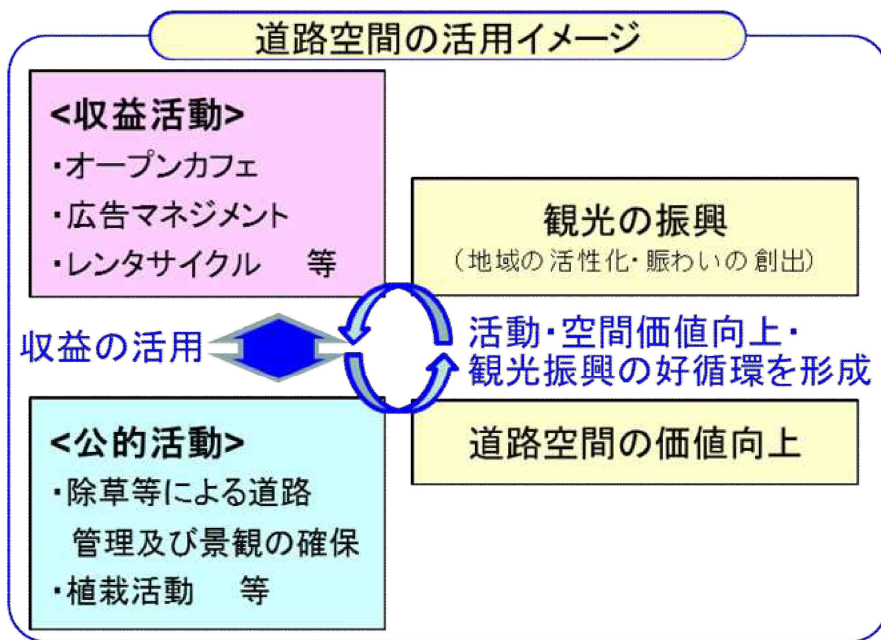 道路空間の活用イメージ
<収益活動>
・オープンカフェ
・広告マネジメント
・レンタサイクル　等
観光の振興
（地域の活性化・賑わいの創出）
収益の活用
活動・空間価値向上・
観光振興の好循環を形成
<公的活動>
・除草等による道路
管理及び景観の確保
・植栽活動　等
道路空間の価値向上